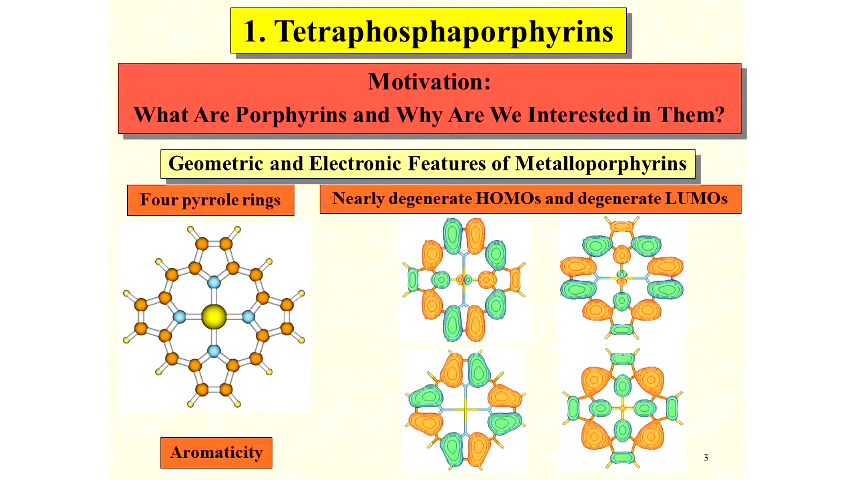 1. Tetraphosphaporphyrins
Motivation:
What Are Porphyrins and Why Are We Interested in Them?
Geometric and Electronic Features of Metalloporphyrins
Four pyrrole rings
Nearly degenerate HOMOs and degenerate LUMOs
Aromaticity
3